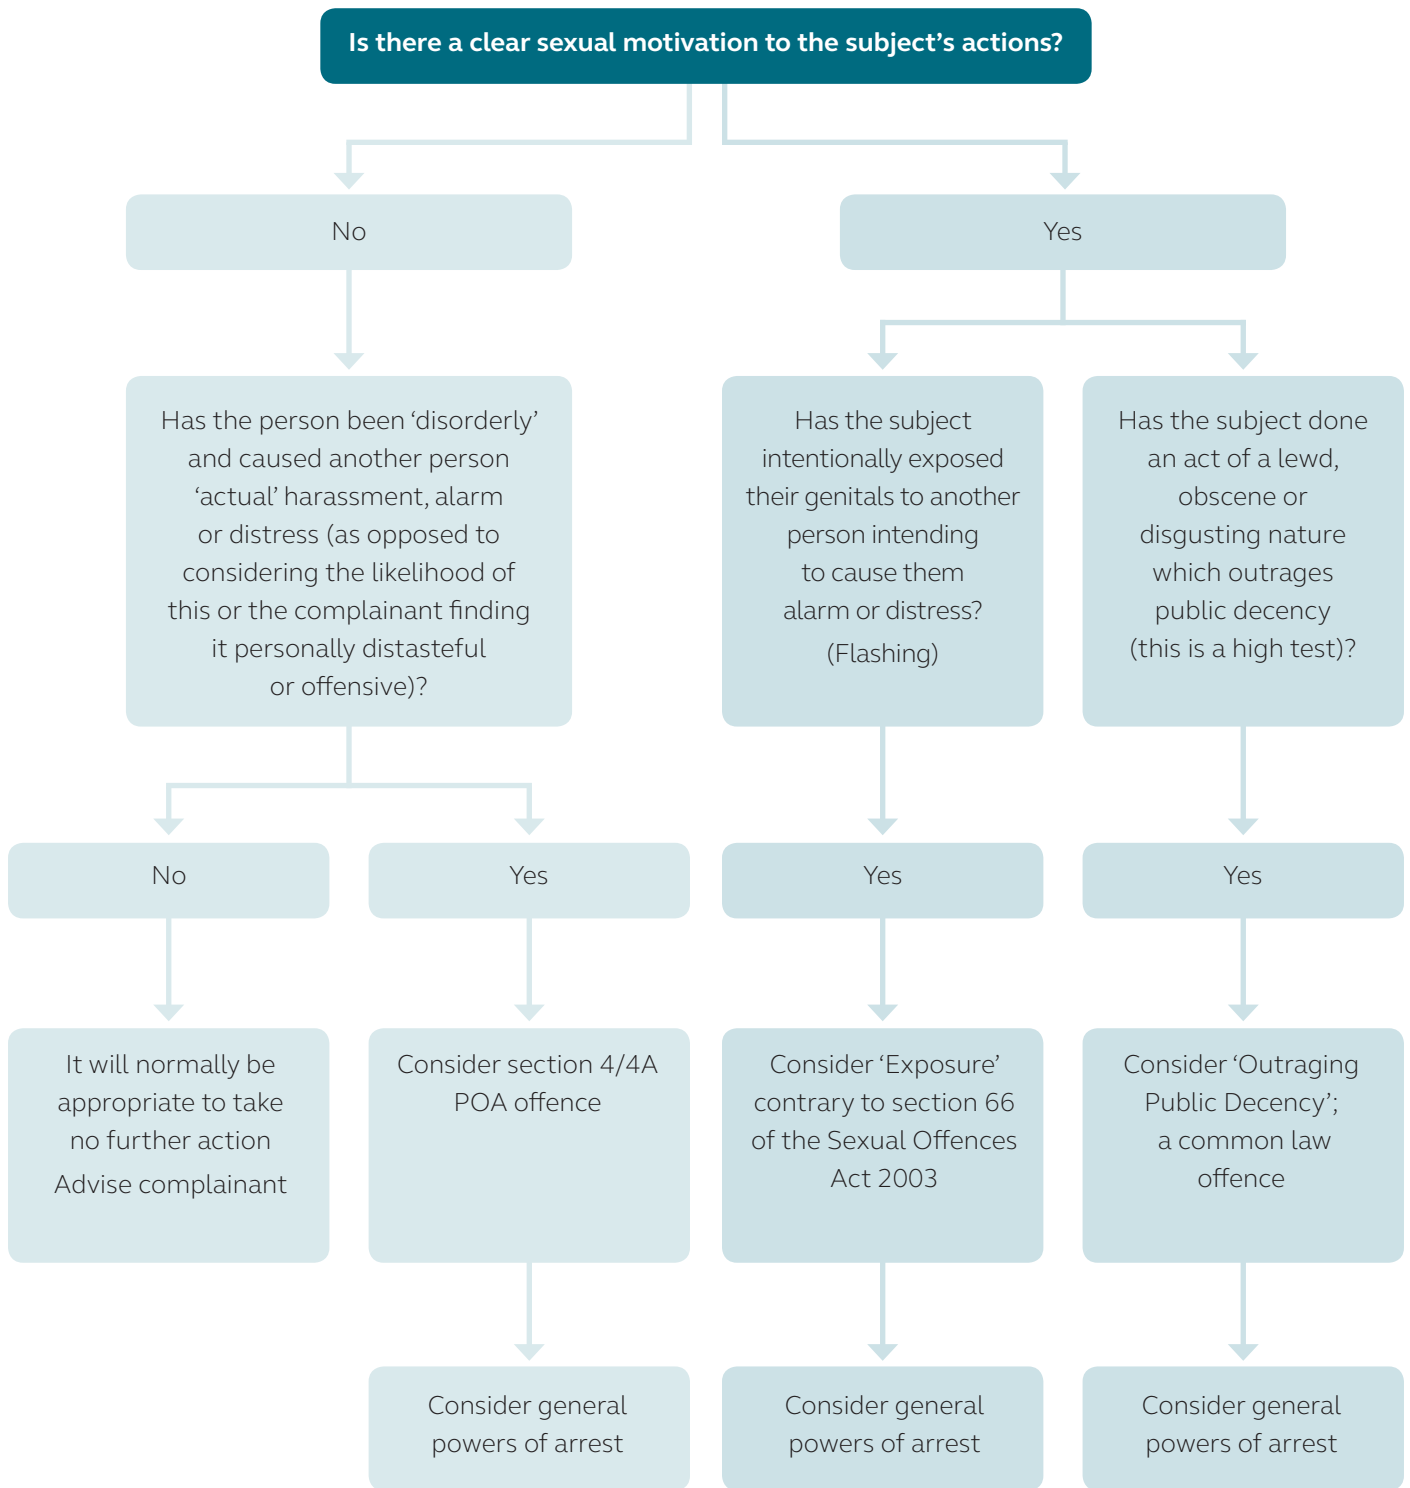 Is there a clear sexual motivation to the subject’s actions?
No
Yes
Has the person been ‘disorderly’
and caused another person
‘actual’ harassment, alarm
or distress (as opposed to
considering the likelihood of
this or the complainant finding
it personally distasteful
or offensive)?
Has the subject
intentionally exposed
their genitals to another
person intending
to cause them
alarm or distress?
(Flashing)
Has the subject done
an act of a lewd,
obscene or
disgusting nature
which outrages
public decency
(this is a high test)?
No
Yes
Yes
Yes
It will normally be
appropriate to take
no further action
Advise complainant
Consider section 4/4A
POA offence
Consider ‘Exposure’
contrary to section 66
of the Sexual Offences
Act 2003
Consider ‘Outraging
Public Decency’;
a common law
offence
Consider general
powers of arrest
Consider general
powers of arrest
Consider general
powers of arrest